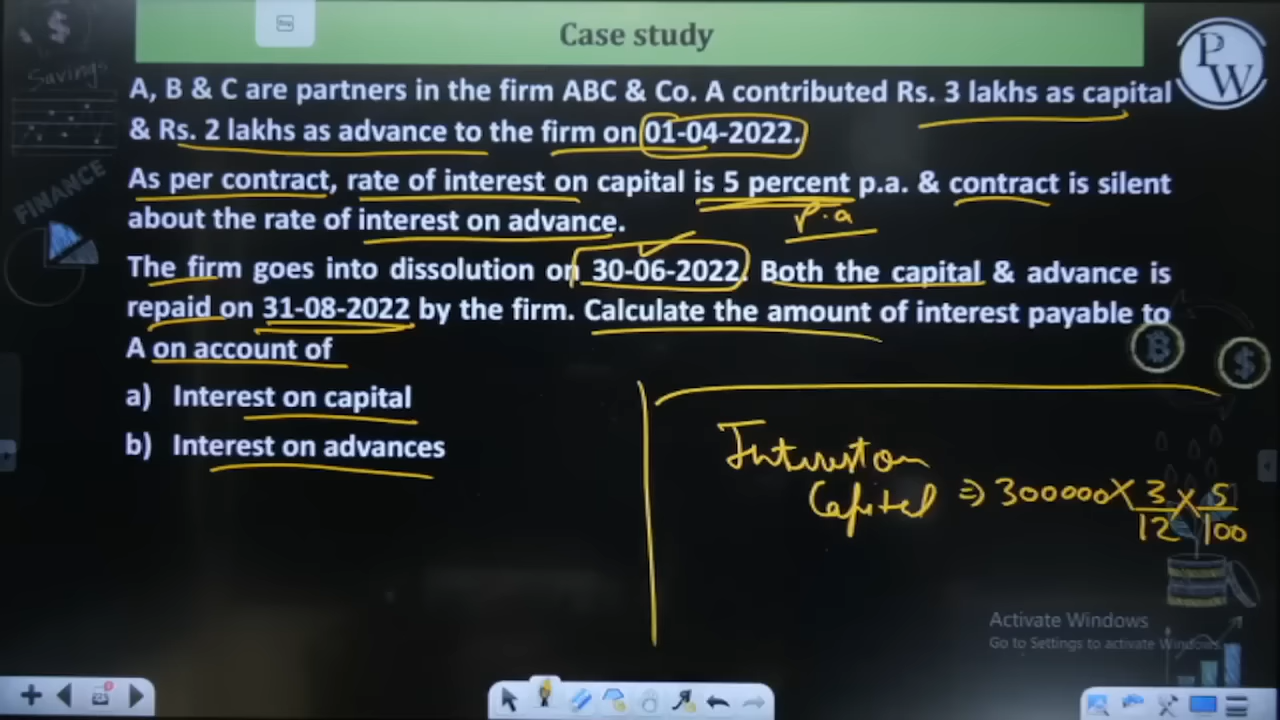 Case study
P
W
Savings
FINANCE
A, B & C are partners in the firm ABC & Co. A contributed Rs. 3 lakhs as capital
& Rs. 2 lakhs as advance to the firm on 01-04-2022.
As per contract, rate of interest on capital is 5 percent p.a. & contract is silent
about the rate of interest on advance.
p.a
The firm goes into dissolution on 30-06-2022. Both the capital & advance is
repaid on 31-08-2022 by the firm. Calculate the amount of interest payable to
A on account of
a) Interest on capital
b) Interest on advances
Interest on
Capital => 300000 X 3/12 X 5/100
Activate Windows
Go to Settings to activate Windows.